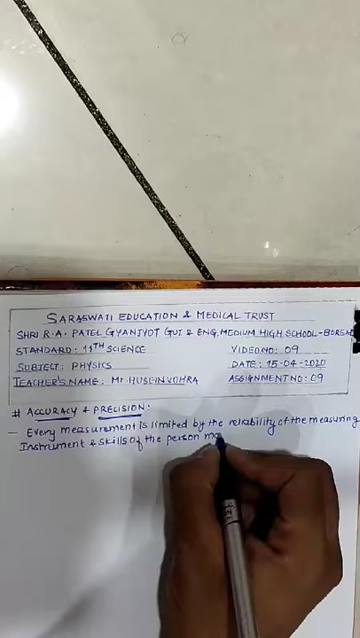 SARASWATI EDUCATION & MEDICAL TRUST
SHRI R.A. PATEL GYANJYOT GUJ & ENG. MEDIUM HIGH SCHOOL - BORSAD
STANDARD: 11TH SCIENCE VIDEO NO: 09
SUBJECT: PHYSICS DATE: 15-04-2020
TEACHER'S NAME: Mr. HUSEIN VOHRA ASSIGNMENT NO: 09
# ACCURACY & PRECISION:
- Every measurement is limited by the reliability of the measuring
Instrument & skills of the person